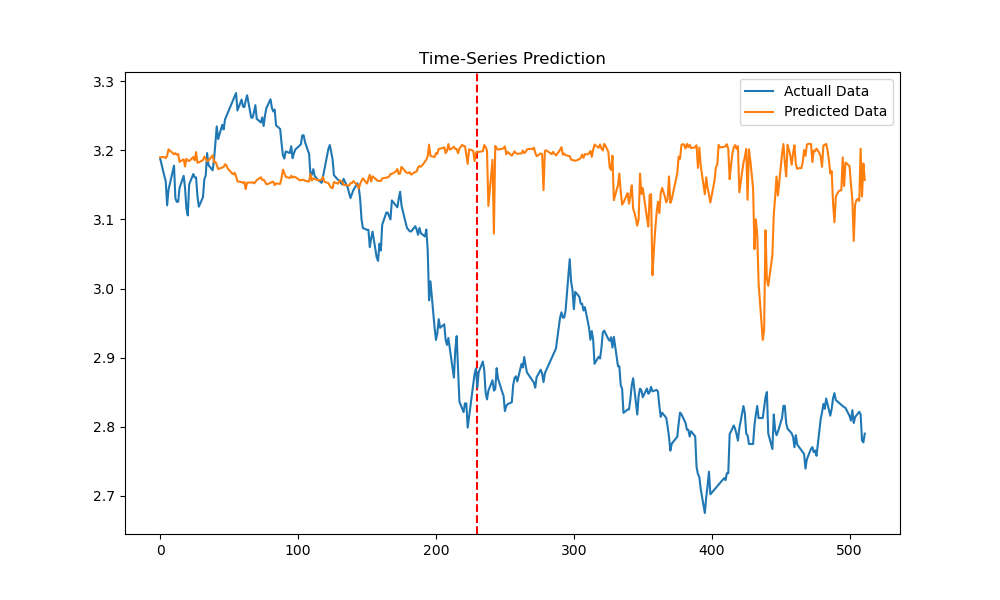 Time-Series Prediction
Actuall Data
Predicted Data
3.3
3.2
3.1
3.0
2.9
2.8
2.7
0 100 200 300 400 500